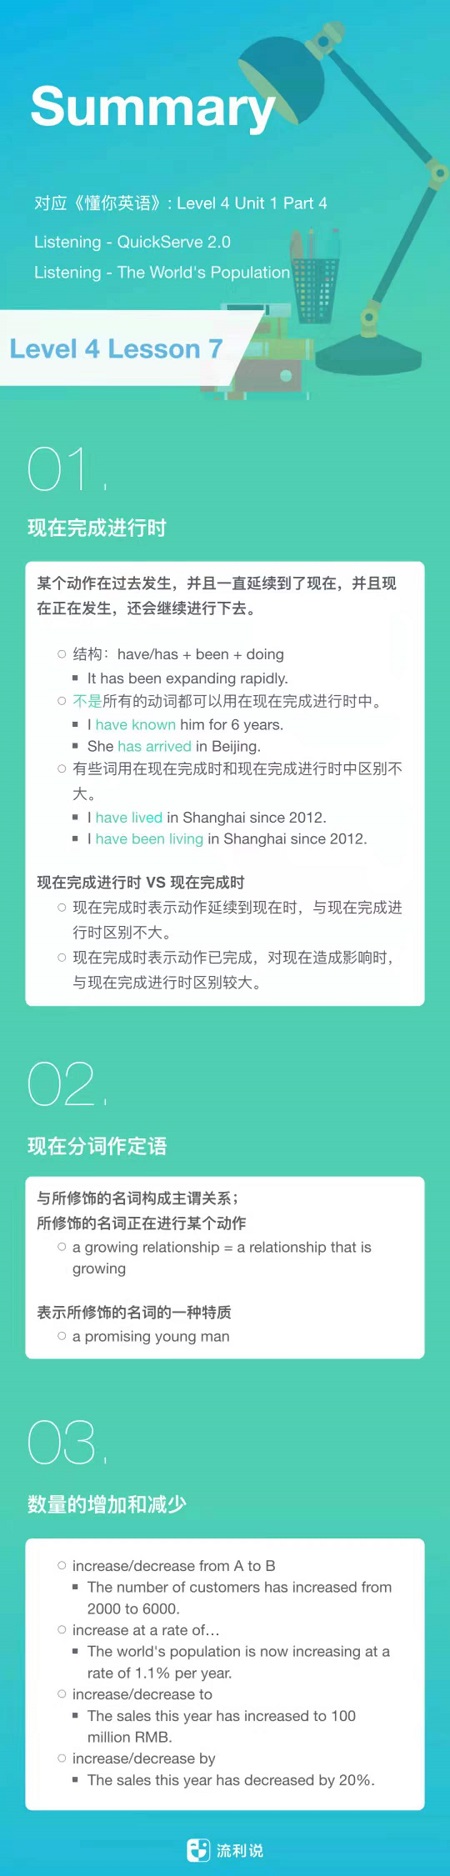 Summary
对应《懂你英语》: Level 4 Unit 1 Part 4
Listening - QuickServe 2.0
Listening - The World's Population
Level 4 Lesson 7
01.
现在完成进行时
某个动作在过去发生，并且一直延续到了现在，并且现
在正在发生，还会继续进行下去。
○ 结构：have/has + been + doing
▪ It has been expanding rapidly.
○ 不是所有的动词都可以用在现在完成进行时中。
▪ I have known him for 6 years.
▪ She has arrived in Beijing.
○ 有些词用在现在完成时和现在完成进行时中区别不
大。
▪ I have lived in Shanghai since 2012.
▪ I have been living in Shanghai since 2012.
现在完成进行时 VS 现在完成时
○ 现在完成时表示动作延续到现在时，与现在完成进
行时区别不大。
○ 现在完成时表示动作已完成，对现在造成影响时，
与现在完成进行时区别较大。
02.
现在分词作定语
与所修饰的名词构成主谓关系；
所修饰的名词正在进行某个动作
○ a growing relationship = a relationship that is
growing
表示所修饰的名词的一种特质
○ a promising young man
03.
数量的增加和减少
○ increase/decrease from A to B
▪ The number of customers has increased from
2000 to 6000.
○ increase at a rate of…
▪ The world's population is now increasing at a
rate of 1.1% per year.
○ increase/decrease to
▪ The sales this year has increased to 100
million RMB.
○ increase/decrease by
▪ The sales this year has decreased by 20%.
流利说